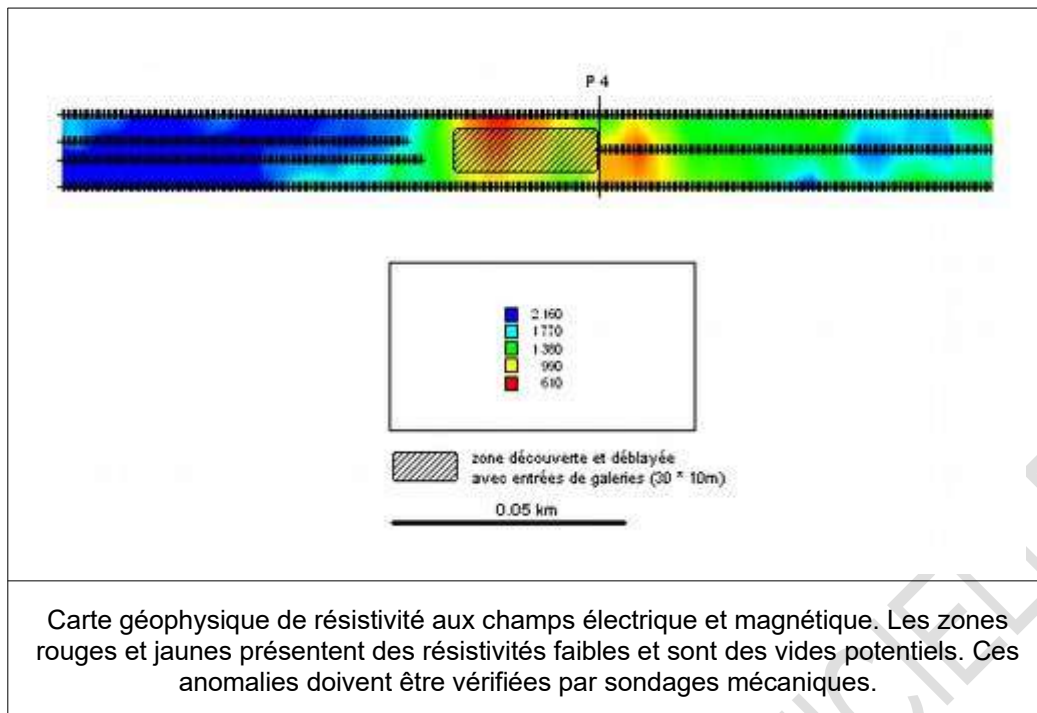 P 4
2 160
1 770
1 380
990
610
zone découverte et déblayée
avec entrées de galeries (30 * 10m)
0.05 km
Carte géophysique de résistivité aux champs électrique et magnétique. Les zones
rouges et jaunes présentent des résistivités faibles et sont des vides potentiels. Ces
anomalies doivent être vérifiées par sondages mécaniques.